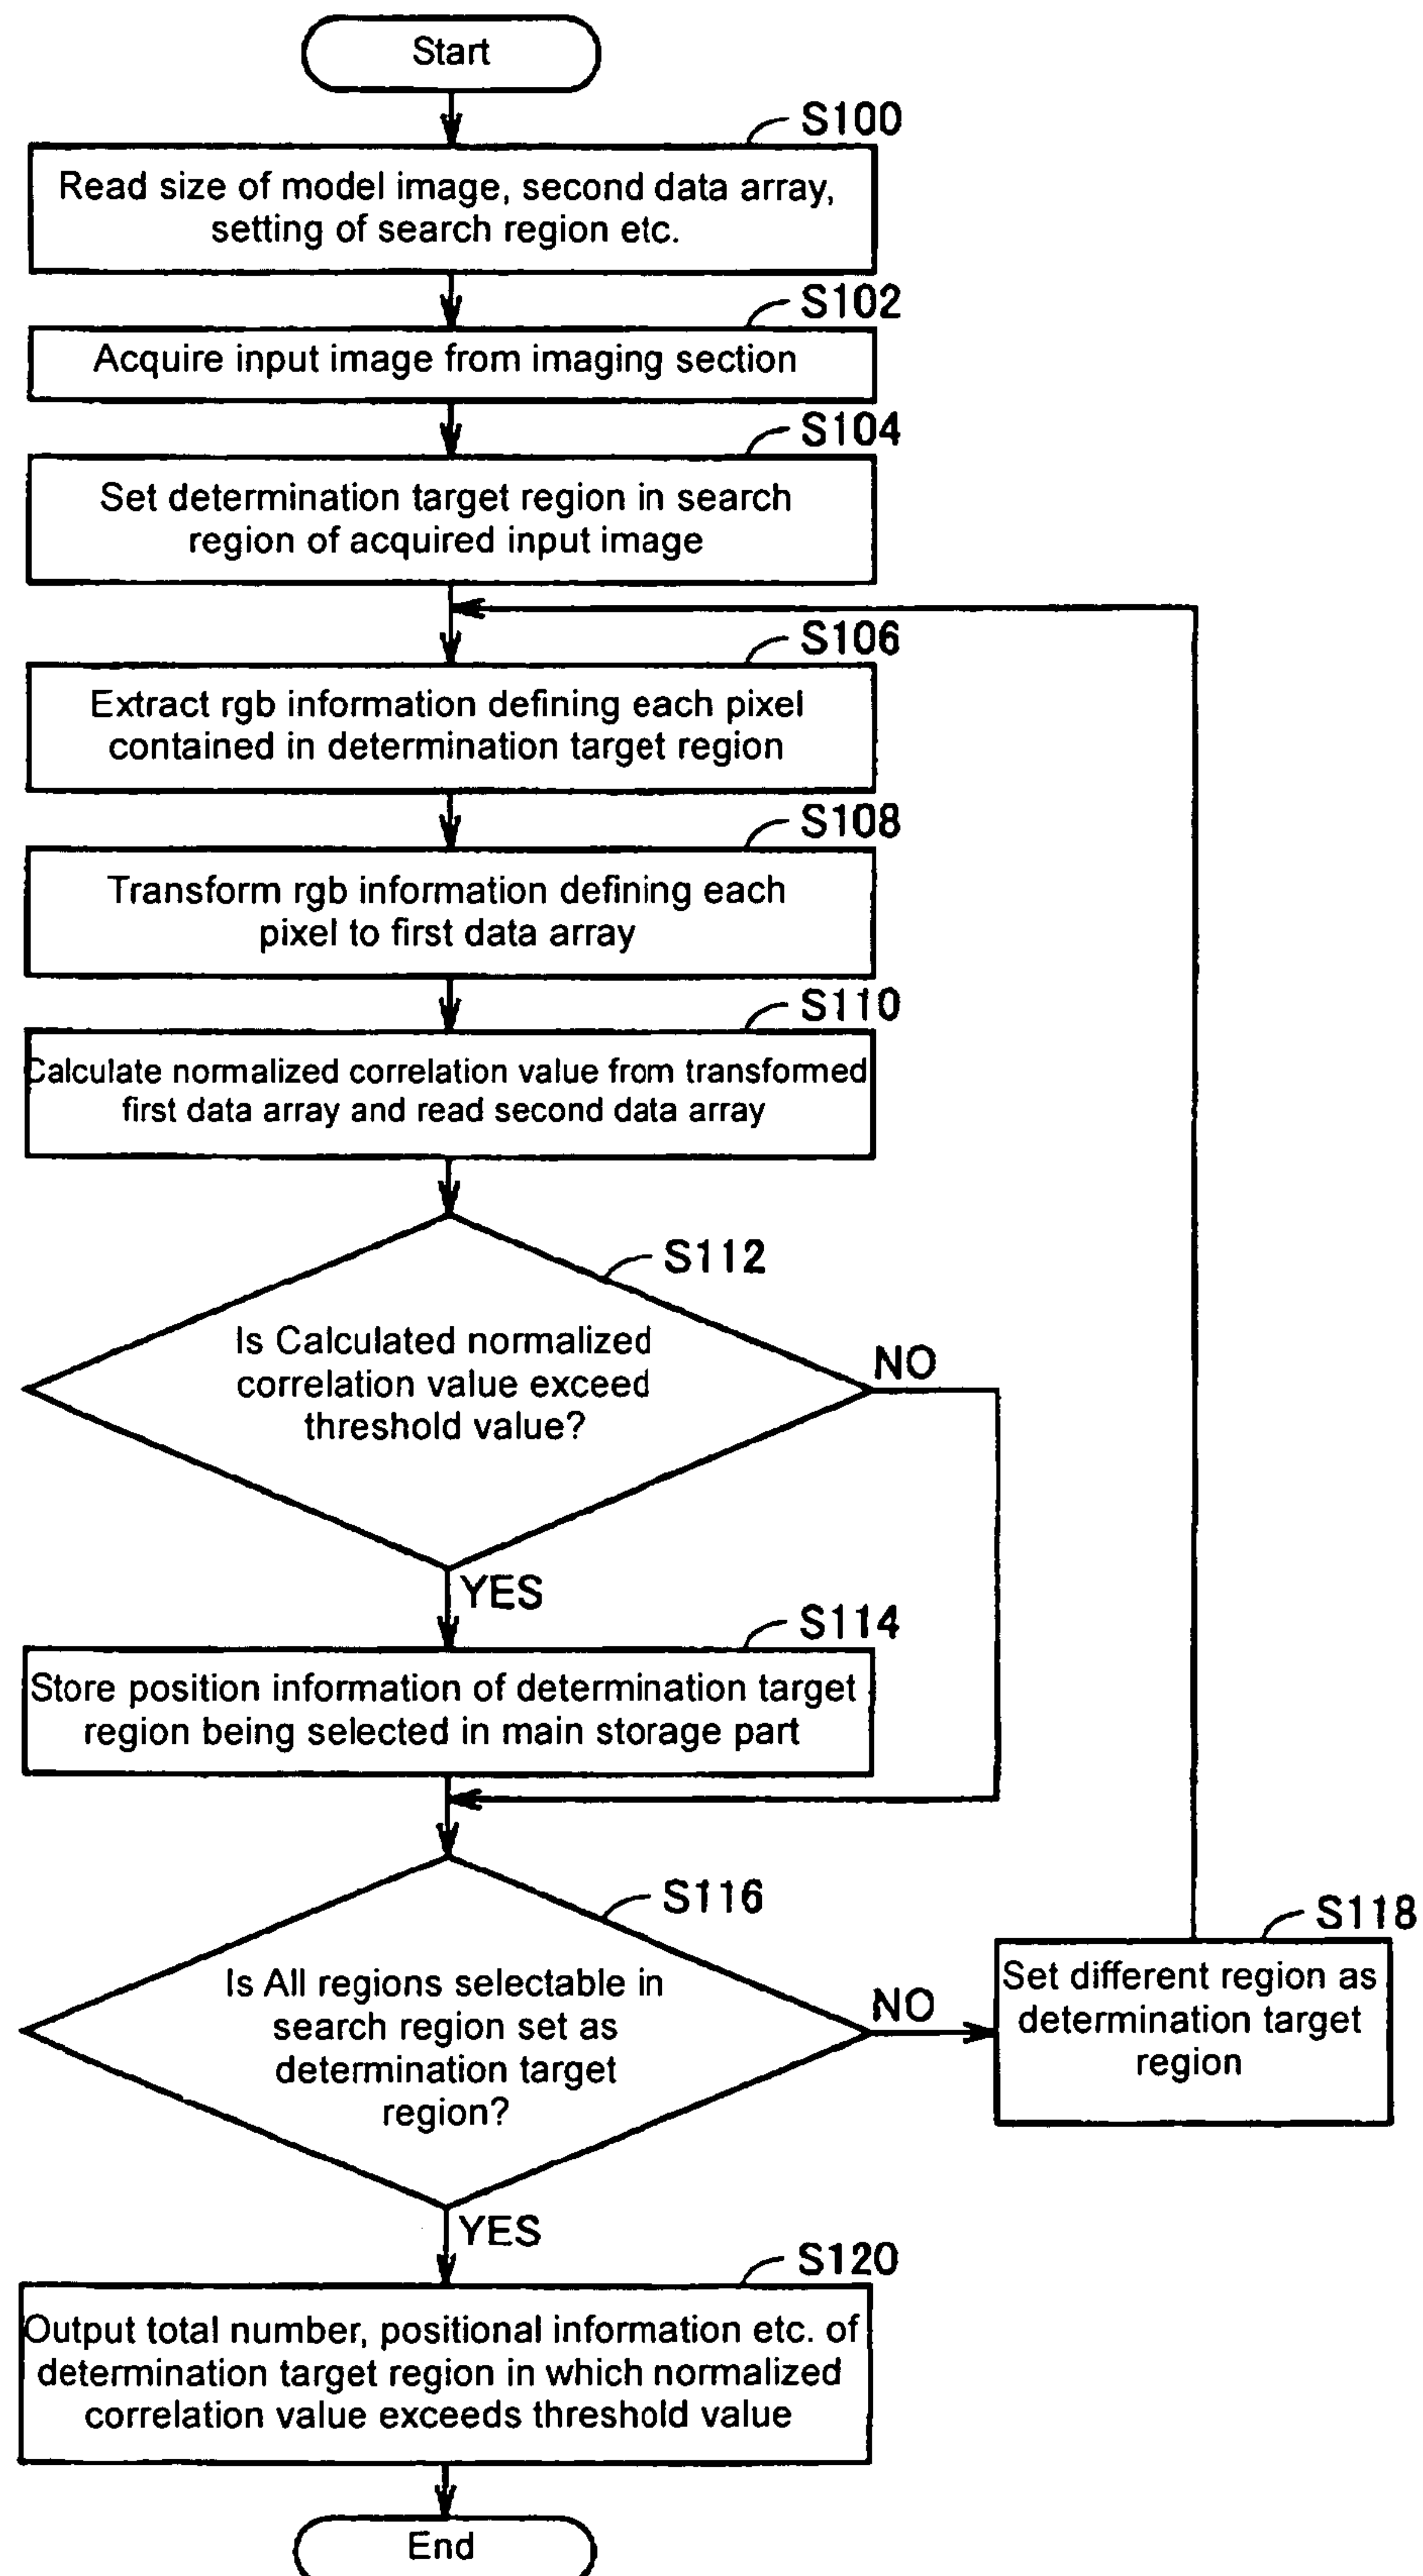 Start
S100
Read size of model image, second data array,
setting of search region etc.
S102
Acquire input image from imaging section
S104
Set determination target region in search
region of acquired input image
S106
Extract rgb information defining each pixel
contained in determination target region
S108
Transform rgb information defining each
pixel to first data array
S110
Calculate normalized correlation value from transformed
first data array and read second data array
S112
Is Calculated normalized
correlation value exceed
threshold value?
NO
YES
S114
Store position information of determination target
region being selected in main storage part
S116
Is All regions selectable in
search region set as
determination target
region?
NO
S118
Set different region as
determination target
region
YES
S120
Output total number, positional information etc. of
determination target region in which normalized
correlation value exceeds threshold value
End